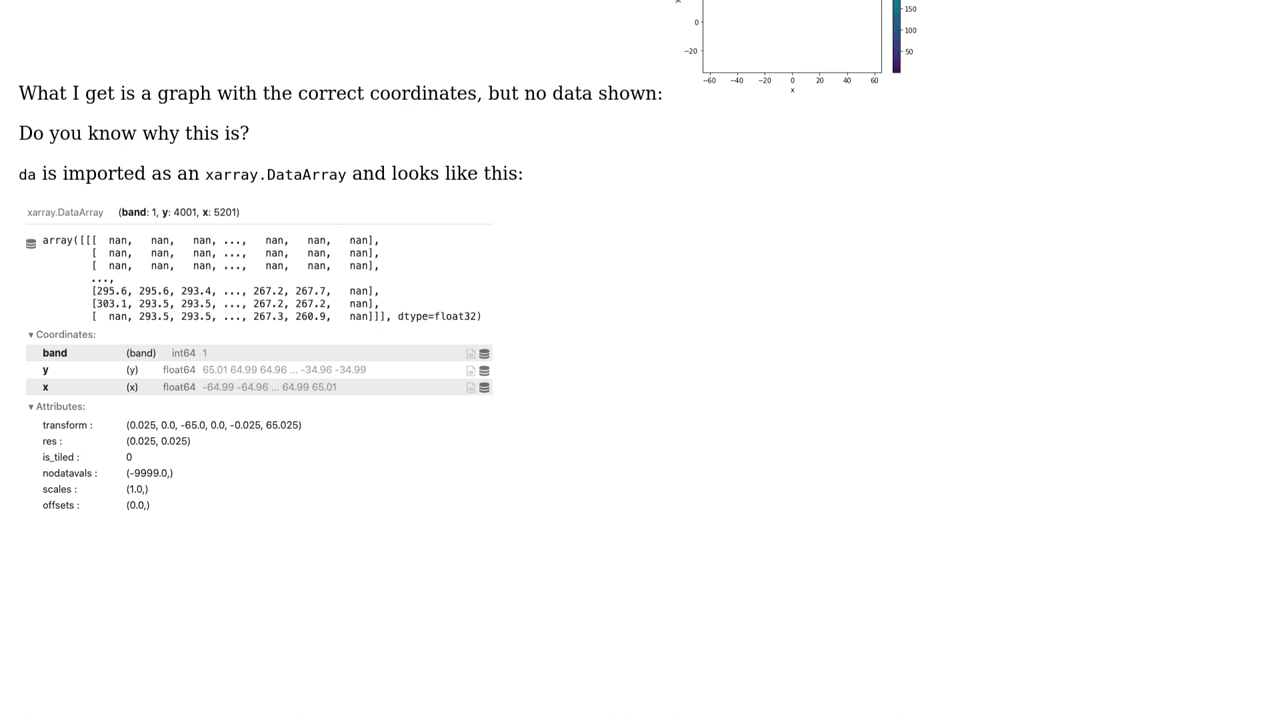 150
0
100
−20
50
−60 −40 −20 0 20 40 60
x
What I get is a graph with the correct coordinates, but no data shown:
Do you know why this is?
da is imported as an xarray.DataArray and looks like this:
xarray.DataArray (band: 1, y: 4001, x: 5201)
array([[[ nan, nan, nan, ..., nan, nan, nan],
[ nan, nan, nan, ..., nan, nan, nan],
[ nan, nan, nan, ..., nan, nan, nan],
...,
[295.6, 295.6, 293.4, ..., 267.2, 267.7, nan],
[303.1, 293.5, 293.5, ..., 267.2, 267.2, nan],
[ nan, 293.5, 293.5, ..., 267.3, 260.9, nan]]], dtype=float32)
▾ Coordinates:
band (band) int64 1
y (y) float64 65.01 64.99 64.96 ... -34.96 -34.99
x (x) float64 -64.99 -64.96 ... 64.99 65.01
▾ Attributes:
transform : (0.025, 0.0, -65.0, 0.0, -0.025, 65.025)
res : (0.025, 0.025)
is_tiled : 0
nodatavals : (-9999.0,)
scales : (1.0,)
offsets : (0.0,)